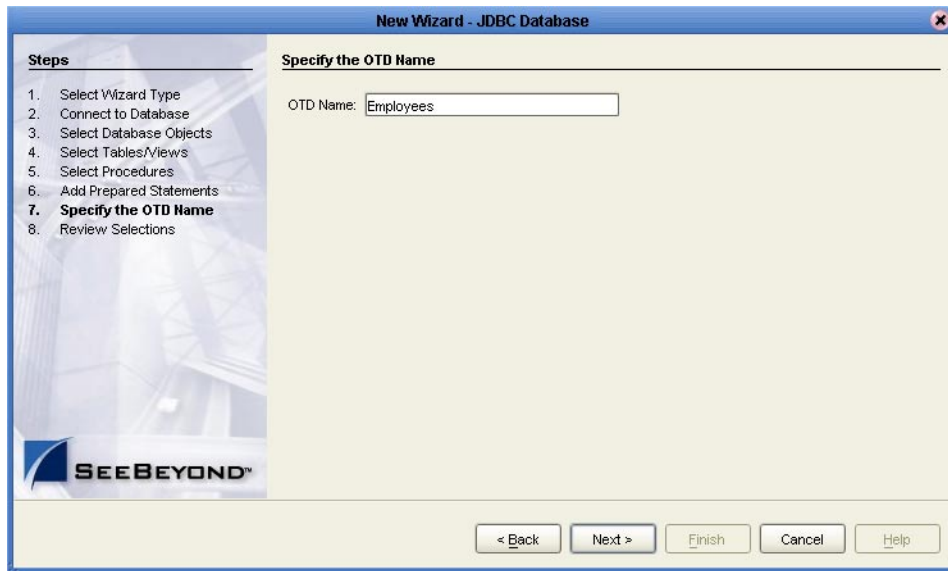 New Wizard - JDBC Database
Steps
1. Select Wizard Type
2. Connect to Database
3. Select Database Objects
4. Select Tables/Views
5. Select Procedures
6. Add Prepared Statements
7. Specify the OTD Name
8. Review Selections
Specify the OTD Name
OTD Name: Employees
SEEBEYOND™
< Back Next > Finish Cancel Help